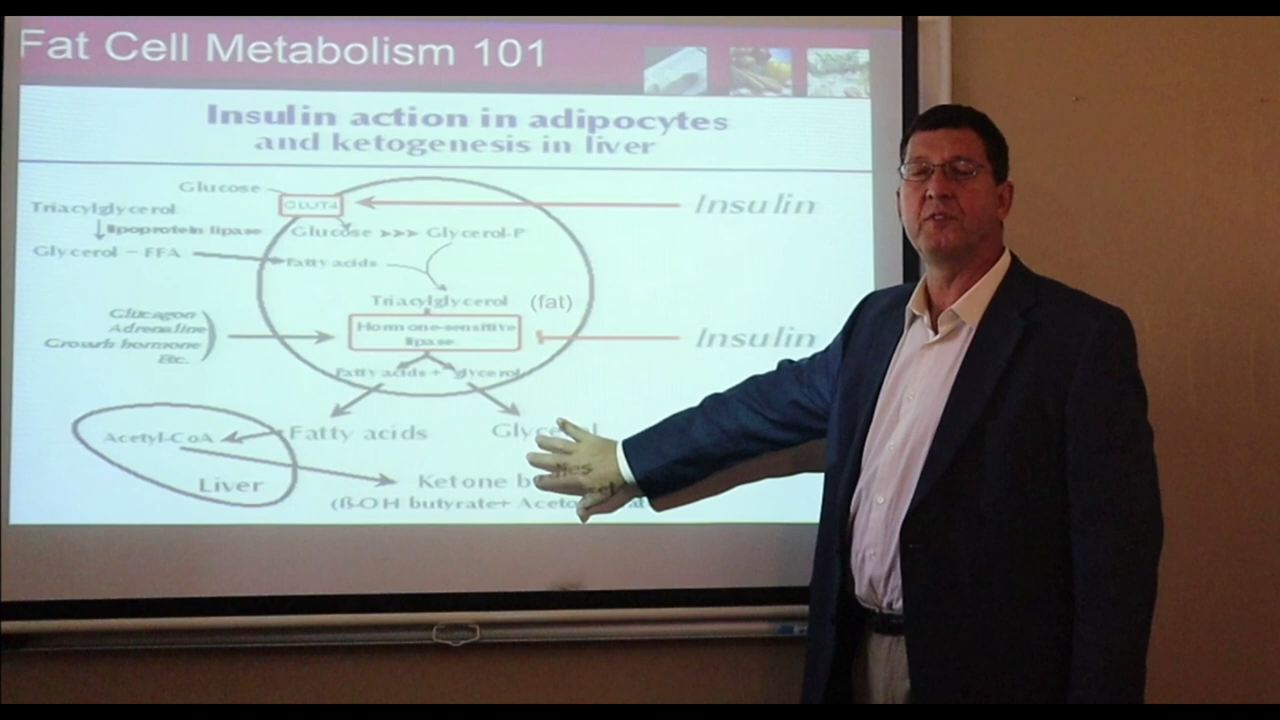 Fat Cell Metabolism 101
Insulin action in adipocytes
and ketogenesis in liver
Glucose
GLUT4
Insulin
Triacylglycerol
lipoprotein lipase
Glucose >>> Glycerol-P
Glycerol - FFA
Fatty acids
Triacylglycerol (fat)
Glucagon
Adrenaline
Growth hormone
Etc.
Hormone-sensitive
lipase
Insulin
Fatty acids + glycerol
Acetyl-CoA
Fatty acids
Liver
Ketone
(ß-OH butyrate+